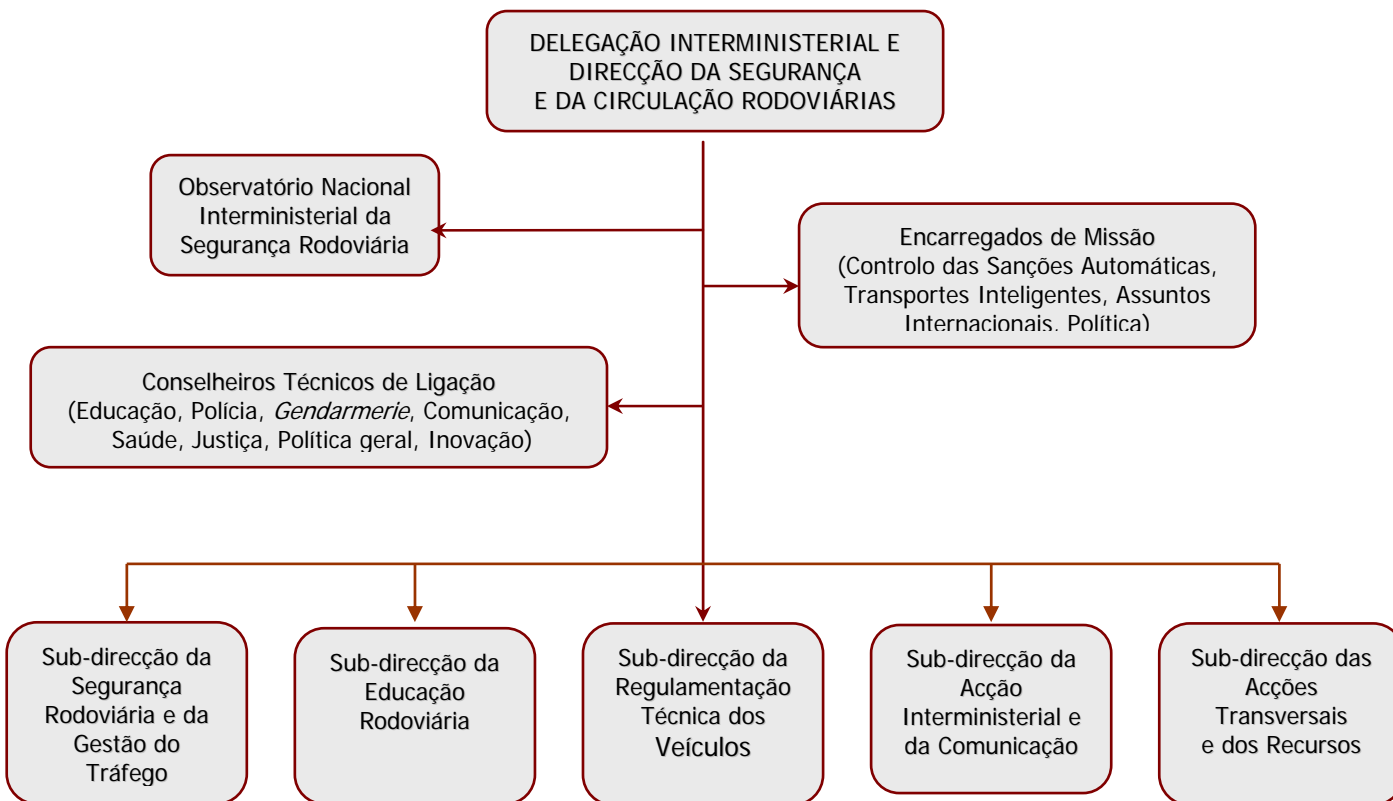 DELEGAÇÃO INTERMINISTERIAL E
DIRECÇÃO DA SEGURANÇA
E DA CIRCULAÇÃO RODOVIÁRIAS
Observatório Nacional
Interministerial da
Segurança Rodoviária
Encarregados de Missão
(Controlo das Sanções Automáticas,
Transportes Inteligentes, Assuntos
Internacionais, Política)
Conselheiros Técnicos de Ligação
(Educação, Polícia, Gendarmerie, Comunicação,
Saúde, Justiça, Política geral, Inovação)
Sub-direcção da
Segurança
Rodoviária e da
Gestão do
Tráfego
Sub-direcção da
Educação
Rodoviária
Sub-direcção da
Regulamentação
Técnica dos
Veículos
Sub-direcção da
Acção
Interministerial e
da Comunicação
Sub-direcção das
Acções
Transversais
e dos Recursos